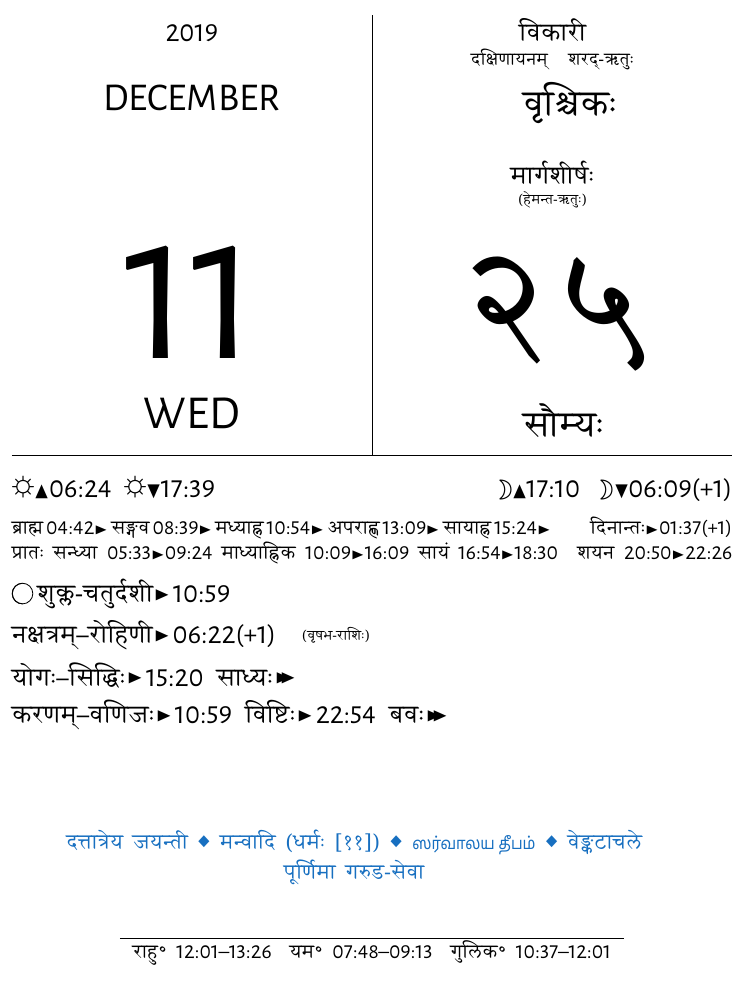 2019
DECEMBER
11
WED
विकारी
दक्षिणायनम् शरद्-ऋतुः
वृश्चिकः
मार्गशीर्षः
(हेमन्त-ऋतुः)
२५
सौम्यः
☼▲06:24 ☼▼17:39 ☽▲17:10 ☽▼06:09(+1)
ब्राह्म 04:42► सङ्गव 08:39► मध्याह्न 10:54► अपराह्ण 13:09► सायाह्न 15:24► दिनान्तः►01:37(+1)
प्रातः सन्ध्या 05:33►09:24 माध्याह्निक 10:09►16:09 सायं 16:54►18:30 शयन 20:50►22:26
◯ शुक्ल-चतुर्दशी►10:59
नक्षत्रम्–रोहिणी►06:22(+1) (वृषभ-राशिः)
योगः–सिद्धिः►15:20 साध्यः►►
करणम्–वणिजः►10:59 विष्टिः►22:54 बवः►►
दत्तात्रेय जयन्ती ◆ मन्वादि (धर्मः [११]) ◆ ஸர்வாலய தீபம் ◆ वेङ्कटाचले
पूर्णिमा गरुड-सेवा
राहु॰ 12:01–13:26 यम॰ 07:48–09:13 गुलिक॰ 10:37–12:01